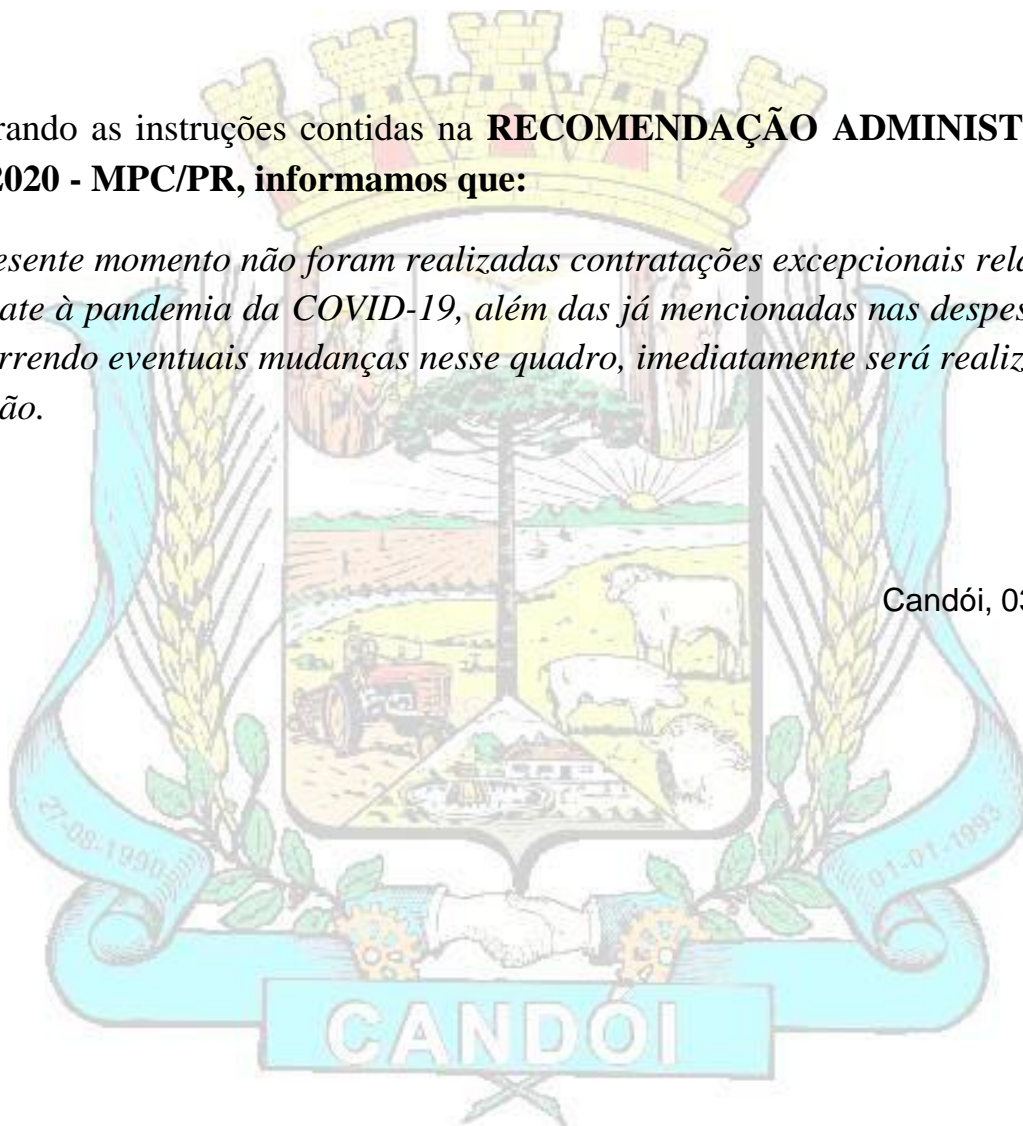 rando as instruções contidas na RECOMENDAÇÃO ADMINIST
2020 - MPC/PR, informamos que:
esente momento não foram realizadas contratações excepcionais rela
ate à pandemia da COVID-19, além das já mencionadas nas despes
rrendo eventuais mudanças nesse quadro, imediatamente será realiz
ão.
Candói, 03
27-08-1990
01-01-1993
CANDÓI